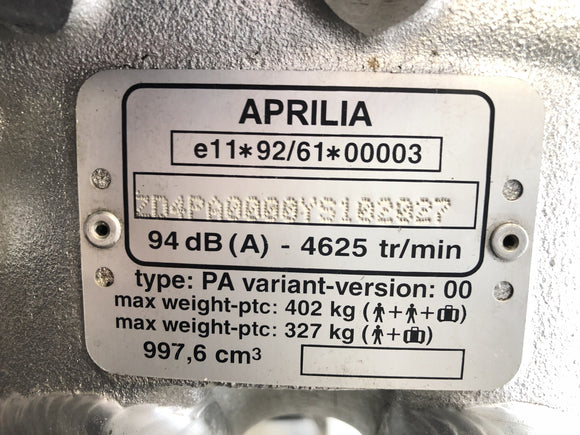 APRILIA
e11*92/61*00003
ZD4PA0000YS102027
94 dB (A) - 4625 tr/min
type: PA variant-version: 00
max weight-ptc: 402 kg (++)
max weight-ptc: 327 kg (+)
997,6 cm³